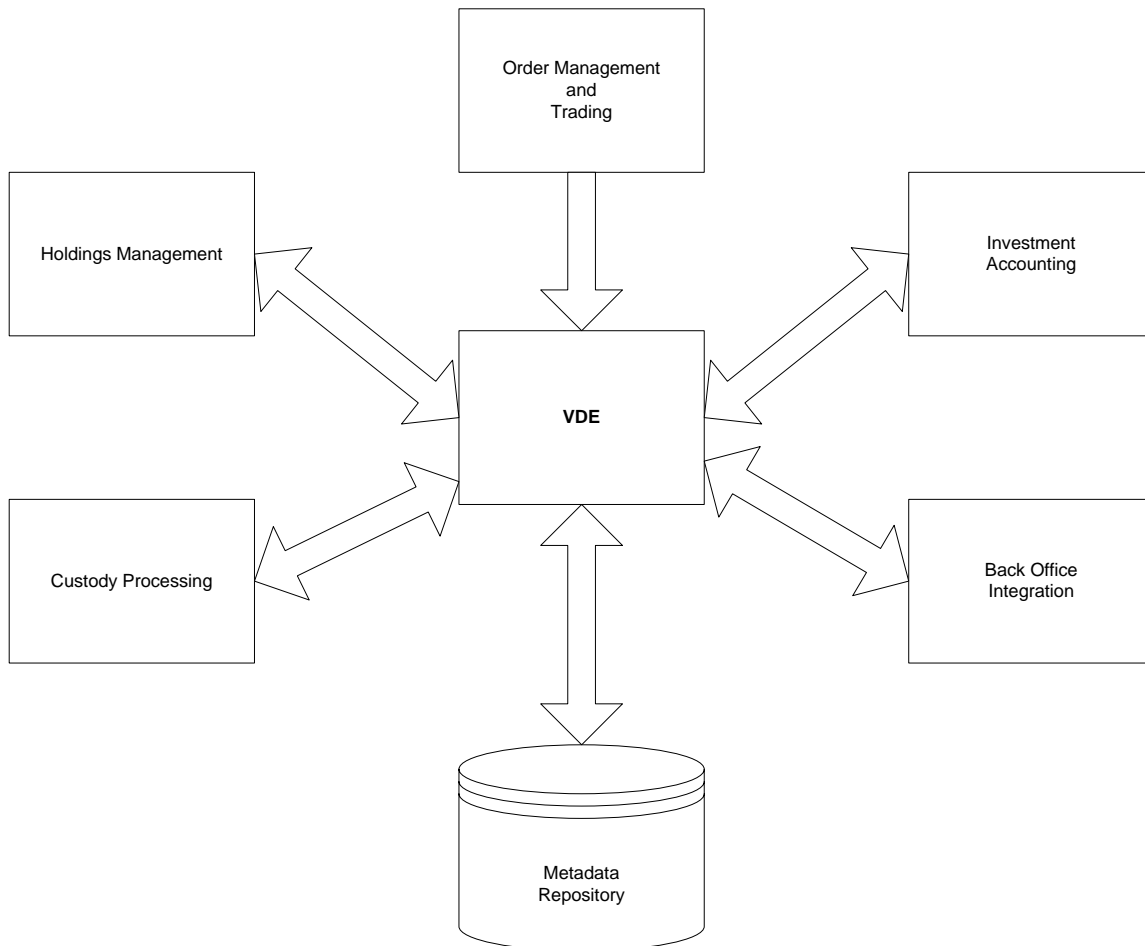 Order Management
and
Trading
Holdings Management
Investment
Accounting
VDE
Custody Processing
Back Office
Integration
Metadata
Repository